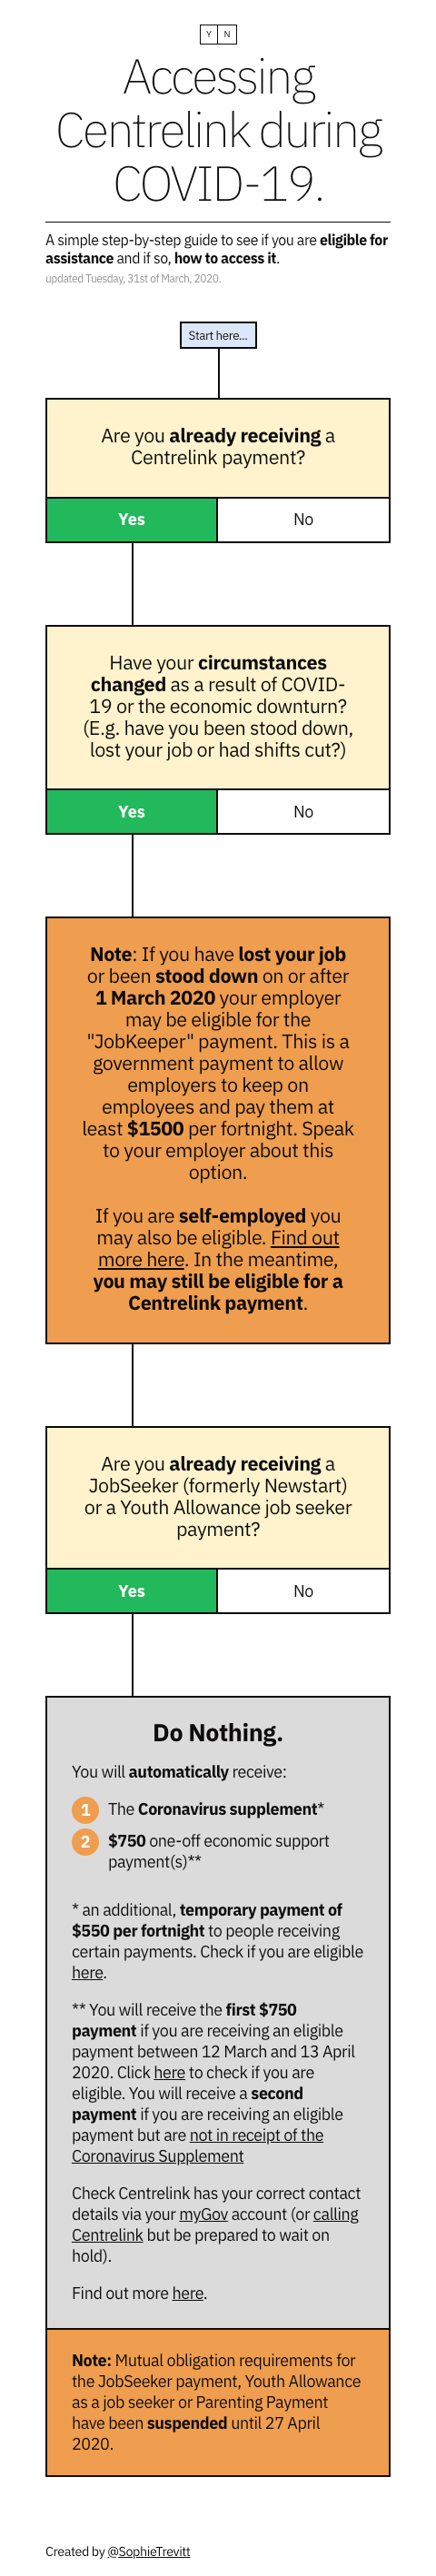 Y N
Accessing
Centrelink during
COVID-19.
A simple step-by-step guide to see if you are eligible for
assistance and if so, how to access it.
updated Tuesday, 31st of March, 2020.
Start here...
Are you already receiving a
Centrelink payment?
Yes No
Have your circumstances
changed as a result of COVID-
19 or the economic downturn?
(E.g. have you been stood down,
lost your job or had shifts cut?)
Yes No
Note: If you have lost your job
or been stood down on or after
1 March 2020 your employer
may be eligible for the
"JobKeeper" payment. This is a
government payment to allow
employers to keep on
employees and pay them at
least $1500 per fortnight. Speak
to your employer about this
option.
If you are self-employed you
may also be eligible. Find out
more here. In the meantime,
you may still be eligible for a
Centrelink payment.
Are you already receiving a
JobSeeker (formerly Newstart)
or a Youth Allowance job seeker
payment?
Yes No
Do Nothing.
You will automatically receive:
1 The Coronavirus supplement*
2 $750 one-off economic support
payment(s)**
* an additional, temporary payment of
$550 per fortnight to people receiving
certain payments. Check if you are eligible
here.
** You will receive the first $750
payment if you are receiving an eligible
payment between 12 March and 13 April
2020. Click here to check if you are
eligible. You will receive a second
payment if you are receiving an eligible
payment but are not in receipt of the
Coronavirus Supplement
Check Centrelink has your correct contact
details via your myGov account (or calling
Centrelink but be prepared to wait on
hold).
Find out more here.
Note: Mutual obligation requirements for
the JobSeeker payment, Youth Allowance
as a job seeker or Parenting Payment
have been suspended until 27 April
2020.
Created by @SophieTrevitt